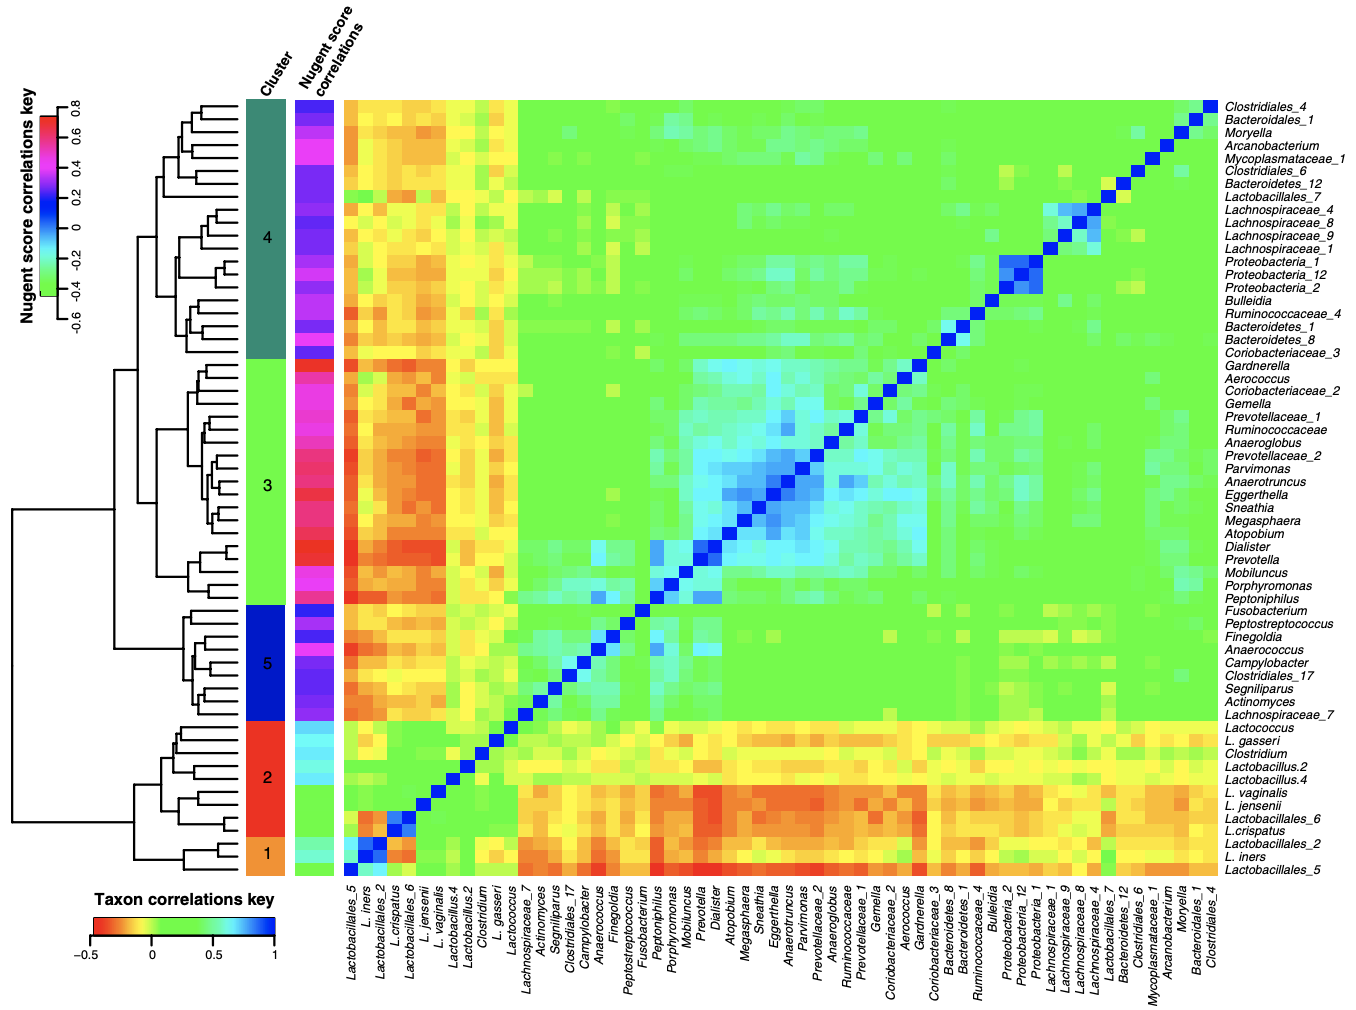 Cluster
Nugent score
correlations
Nugent score correlations key
0.8
0.6
0.4
0.2
0
-0.2
-0.4
-0.6
4
3
5
2
1
Clostridiales_4
Bacteroidales_1
Moryella
Arcanobacterium
Mycoplasmataceae_1
Clostridiales_6
Bacteroidetes_12
Lactobacillales_7
Lachnospiraceae_4
Lachnospiraceae_8
Lachnospiraceae_9
Lachnospiraceae_1
Proteobacteria_1
Proteobacteria_12
Proteobacteria_2
Bulleidia
Ruminococcaceae_4
Bacteroidetes_1
Bacteroidetes_8
Coriobacteriaceae_3
Gardnerella
Aerococcus
Coriobacteriaceae_2
Gemella
Prevotellaceae_1
Ruminococcaceae
Anaeroglobus
Prevotellaceae_2
Parvimonas
Anaerotruncus
Eggerthella
Sneathia
Megasphaera
Atopobium
Dialister
Prevotella
Mobiluncus
Porphyromonas
Peptoniphilus
Fusobacterium
Peptostreptococcus
Finegoldia
Anaerococcus
Campylobacter
Clostridiales_17
Segniliparus
Actinomyces
Lachnospiraceae_7
Lactococcus
L. gasseri
Clostridium
Lactobacillus.2
Lactobacillus.4
L. vaginalis
L. jensenii
Lactobacillales_6
L.crispatus
Lactobacillales_2
L. iners
Lactobacillales_5
Lactobacillales_5
L. iners
Lactobacillales_2
L.crispatus
Lactobacillales_6
L. jensenii
L. vaginalis
Lactobacillus.4
Lactobacillus.2
Clostridium
L. gasseri
Lactococcus
Lachnospiraceae_7
Actinomyces
Segniliparus
Clostridiales_17
Campylobacter
Anaerococcus
Finegoldia
Peptostreptococcus
Fusobacterium
Peptoniphilus
Porphyromonas
Mobiluncus
Prevotella
Dialister
Atopobium
Megasphaera
Sneathia
Eggerthella
Anaerotruncus
Parvimonas
Prevotellaceae_2
Anaeroglobus
Ruminococcaceae
Prevotellaceae_1
Gemella
Coriobacteriaceae_2
Aerococcus
Gardnerella
Coriobacteriaceae_3
Bacteroidetes_8
Bacteroidetes_1
Ruminococcaceae_4
Bulleidia
Proteobacteria_2
Proteobacteria_12
Proteobacteria_1
Lachnospiraceae_1
Lachnospiraceae_9
Lachnospiraceae_8
Lachnospiraceae_4
Lactobacillales_7
Bacteroidetes_12
Clostridiales_6
Mycoplasmataceae_1
Arcanobacterium
Moryella
Bacteroidales_1
Clostridiales_4
Taxon correlations key
−0.5
0
0.5
1